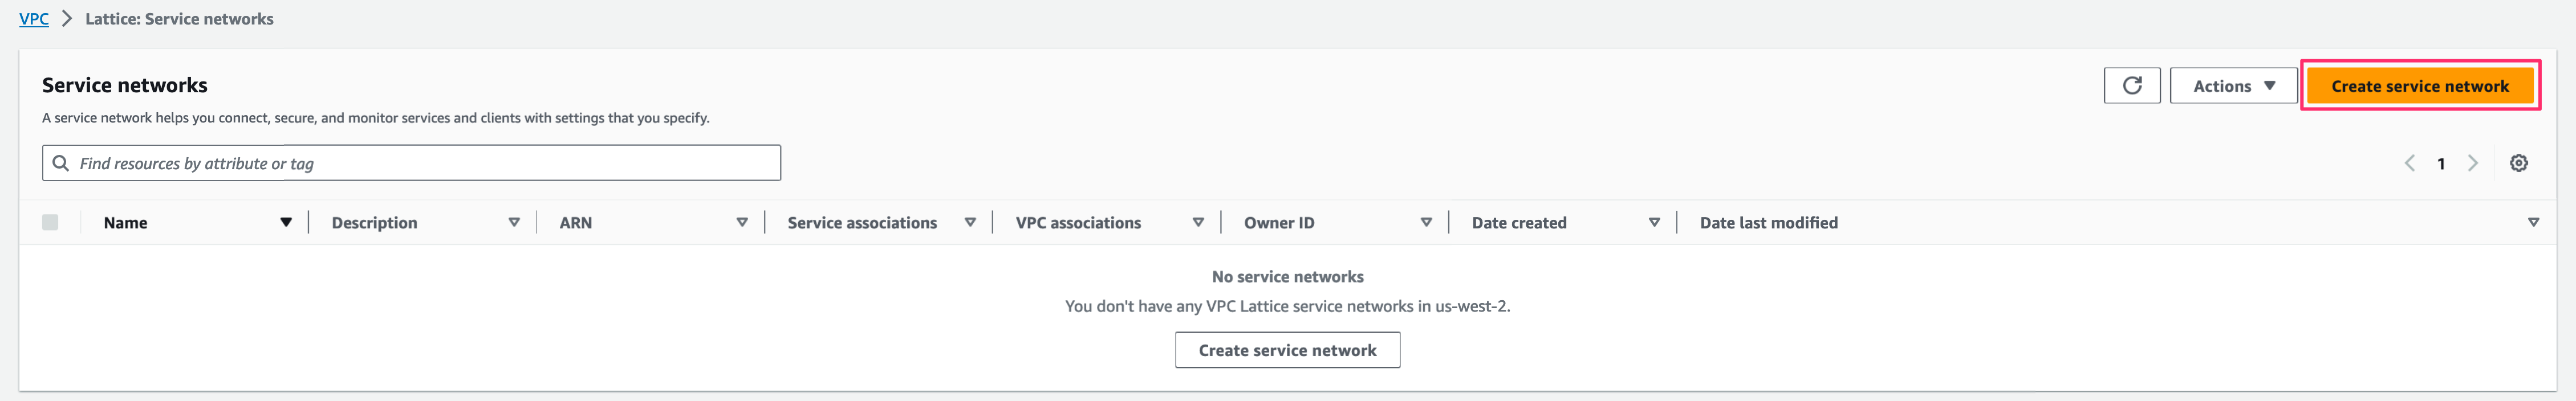 VPC > Lattice: Service networks
Service networks
Actions
Create service network
A service network helps you connect, secure, and monitor services and clients with settings that you specify.
Find resources by attribute or tag
1
Name Description ARN Service associations VPC associations Owner ID Date created Date last modified
No service networks
You don't have any VPC Lattice service networks in us-west-2.
Create service network